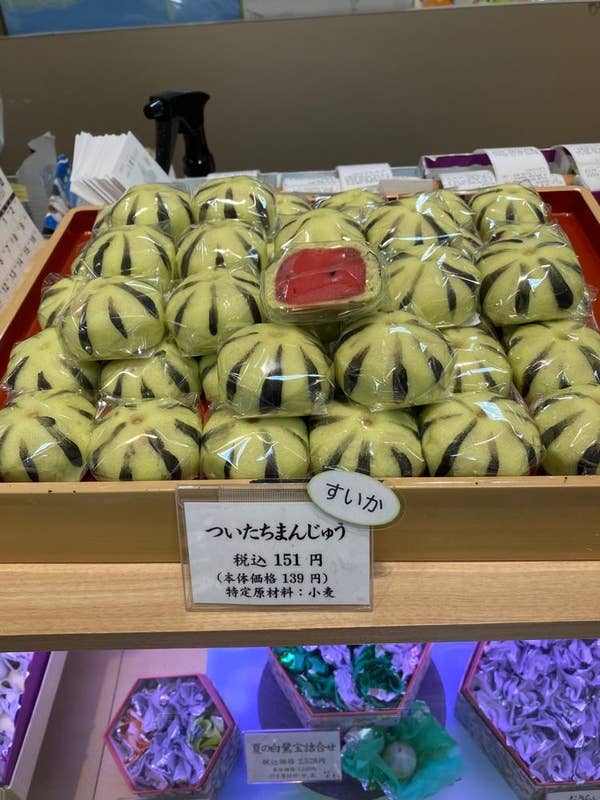 すいか
ついたちまんじゅう
税込 151 円
(本体価格 139 円)
特定原材料：小麦
夏の白鷺宝詰合せ